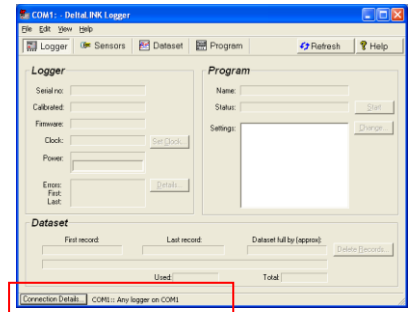 COM1: - DeltaLINK Logger
File Edit View Help
Logger Sensors Dataset Program Refresh Help
Logger
Serial no:
Calibrated:
Firmware:
Clock:
Set Clock...
Power:
Errors:
First:
Last:
Details...
Program
Name:
Status:
Start
Settings:
Change...
Dataset
First record:
Last record:
Dataset full by (approx):
Delete Records...
Used:
Total:
Connection Details... COM1:: Any logger on COM1